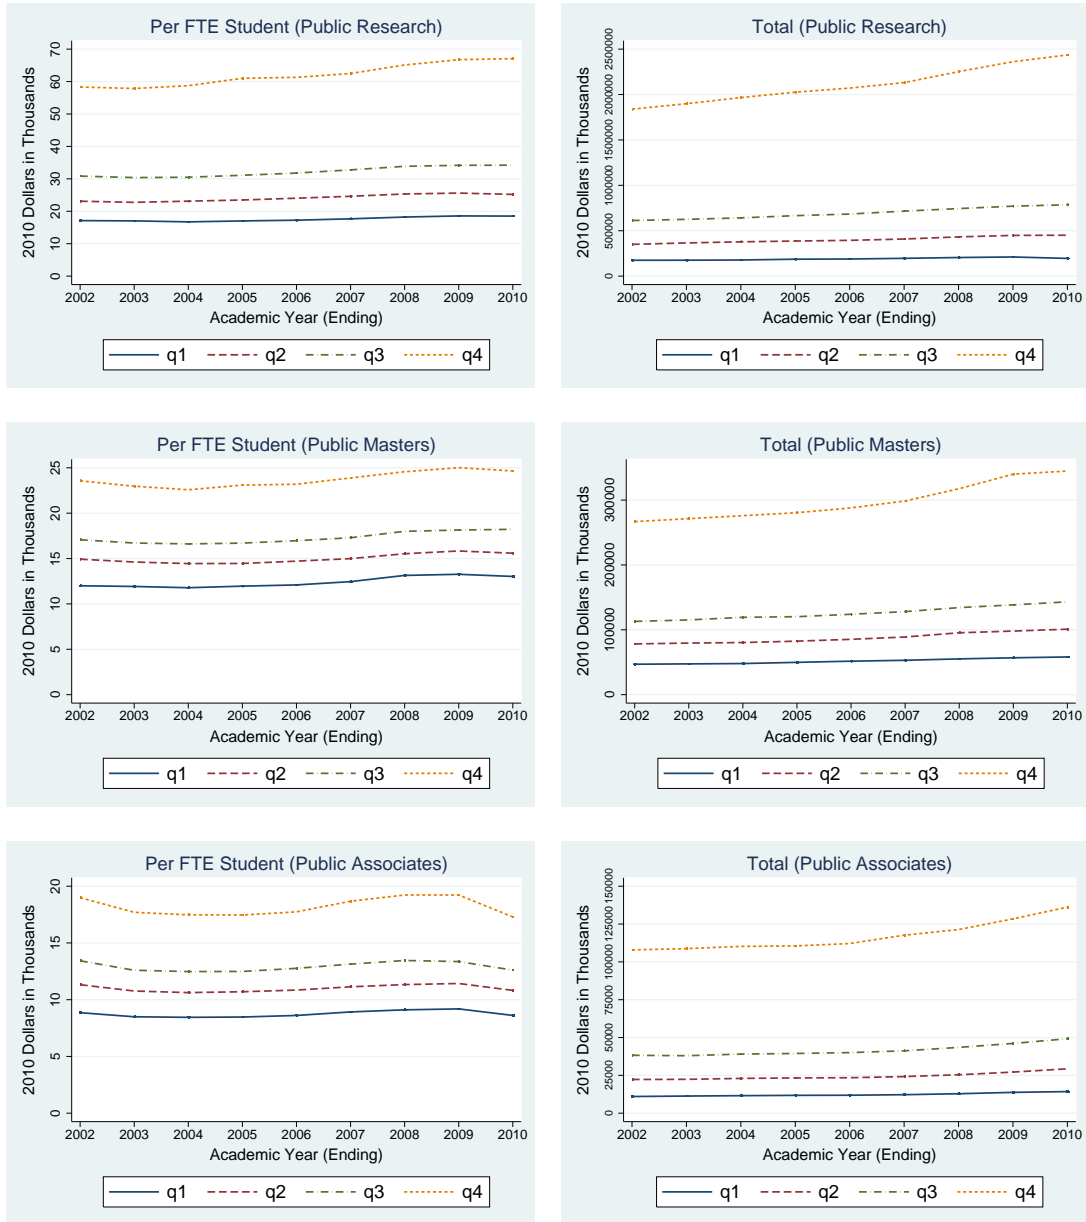 Per FTE Student (Public Research)
2010 Dollars in Thousands
70
60
50
40
30
20
10
0
2002 2003 2004 2005 2006 2007 2008 2009 2010
Academic Year (Ending)
q1 q2 q3 q4
Total (Public Research)
2010 Dollars in Thousands
2500000
2000000
1500000
1000000
500000
0
2002 2003 2004 2005 2006 2007 2008 2009 2010
Academic Year (Ending)
q1 q2 q3 q4
Per FTE Student (Public Masters)
2010 Dollars in Thousands
25
20
15
10
5
0
2002 2003 2004 2005 2006 2007 2008 2009 2010
Academic Year (Ending)
q1 q2 q3 q4
Total (Public Masters)
2010 Dollars in Thousands
300000
200000
100000
0
2002 2003 2004 2005 2006 2007 2008 2009 2010
Academic Year (Ending)
q1 q2 q3 q4
Per FTE Student (Public Associates)
2010 Dollars in Thousands
20
15
10
5
0
2002 2003 2004 2005 2006 2007 2008 2009 2010
Academic Year (Ending)
q1 q2 q3 q4
Total (Public Associates)
2010 Dollars in Thousands
150000
125000
100000
75000
50000
25000
0
2002 2003 2004 2005 2006 2007 2008 2009 2010
Academic Year (Ending)
q1 q2 q3 q4